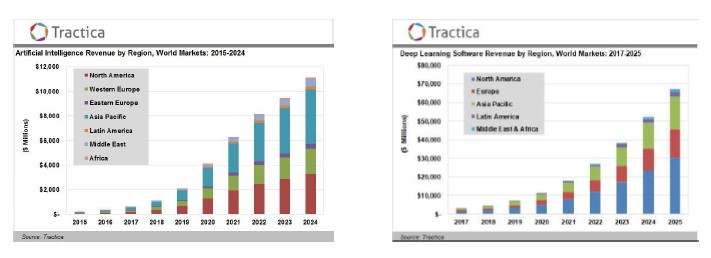 Tractica
Artificial Intelligence Revenue by Region, World Markets: 2015-2024
$12,000
$10,000
$8,000
$6,000
$4,000
$2,000
$-
($ Millions)
North America
Western Europe
Eastern Europe
Asia Pacific
Latin America
Middle East
Africa
2015 2016 2017 2018 2019 2020 2021 2022 2023 2024
Source: Tractica
Tractica
Deep Learning Software Revenue by Region, World Markets: 2017-2025
$80,000
$70,000
$60,000
$50,000
$40,000
$30,000
$20,000
$10,000
$-
($ Millions)
North America
Europe
Asia Pacific
Latin America
Middle East & Africa
2017 2018 2019 2020 2021 2022 2023 2024 2025
Source: Tractica